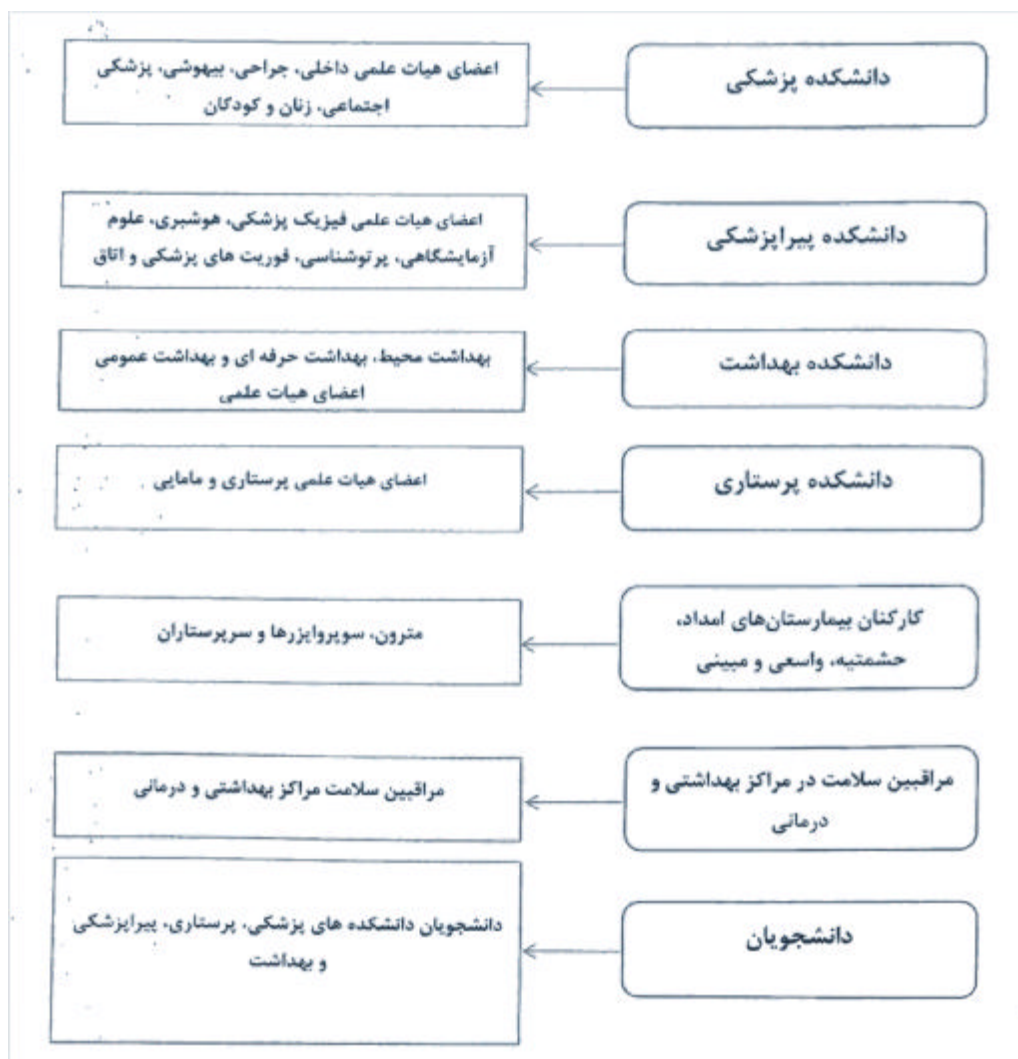 دانشکده پزشکی
اعضای هیات علمی داخلی، جراحی، بیهوشی، پزشکی
اجتماعی، زنان و کودکان
دانشکده پیراپزشکی
اعضای هیات علمی فیزیک پزشکی، هوشبری، علوم
آزمایشگاهی، پرتوشناسی، فوریت های پزشکی و اتاق
دانشکده بهداشت
بهداشت محیط، بهداشت حرفه ای و بهداشت عمومی
اعضای هیات علمی
دانشکده پرستاری
اعضای هیات علمی پرستاری و مامایی
کارکنان بیمارستان‌های امداد،
حشمتیه، واسعی و مبینی
مترون، سوپروایزرها و سرپرستاران
مراقبین سلامت در مراکز بهداشتی و
درمانی
مراقبین سلامت مراکز بهداشتی و درمانی
دانشجویان
دانشجویان دانشکده های پزشکی، پرستاری، پیراپزشکی
و بهداشت